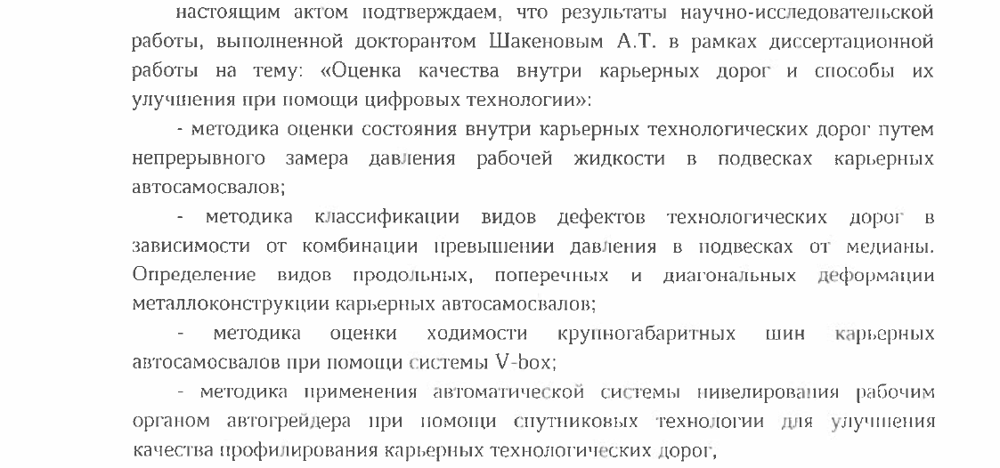 настоящим актом подтверждаем, что результаты научно-исследовательской
работы, выполненной докторантом Шакеновым А.Т. в рамках диссертационной
работы на тему: «Оценка качества внутри карьерных дорог и способы их
улучшения при помощи цифровых технологии»:
- методика оценки состояния внутри карьерных технологических дорог путем
непрерывного замера давления рабочей жидкости в подвесках карьерных
автосамосвалов;
- методика классификации видов дефектов технологических дорог в
зависимости от комбинации превышении давления в подвесках от медианы.
Определение видов продольных, поперечных и диагональных деформации
металлоконструкции карьерных автосамосвалов;
- методика оценки ходимости крупногабаритных шин карьерных
автосамосвалов при помощи системы V-box;
- методика применения автоматической системы нивелирования рабочим
органом автогрейдера при помощи спутниковых технологии для улучшения
качества профилирования карьерных технологических дорог,